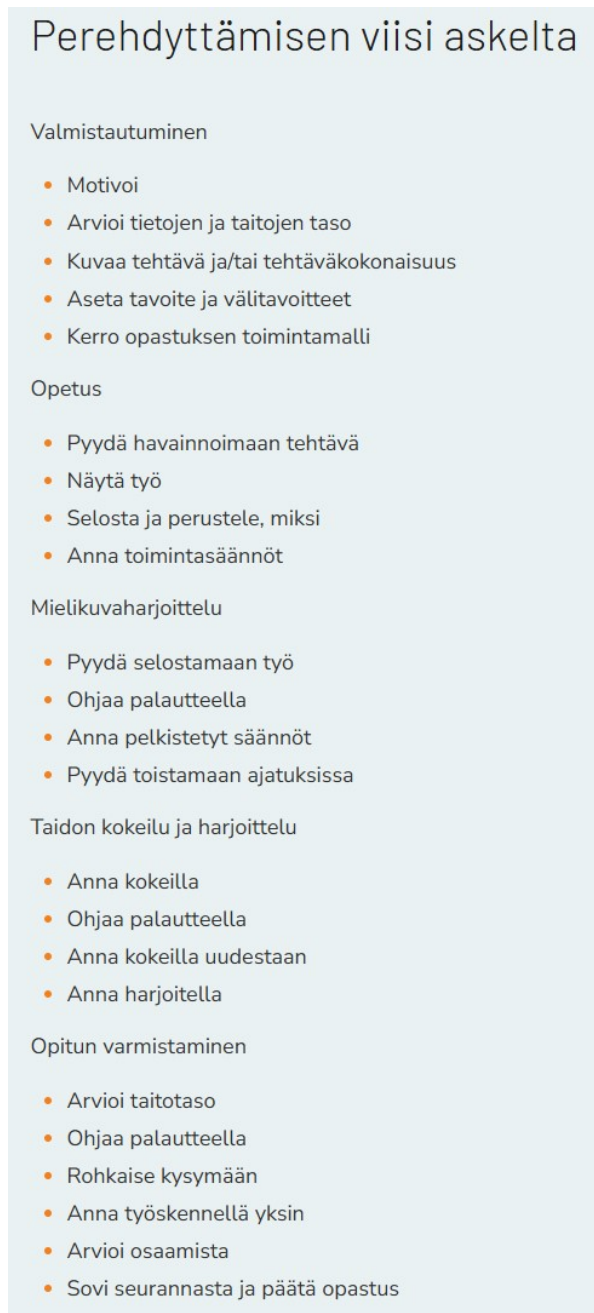 Perehdyttämisen viisi askelta
Valmistautuminen
• Motivoi
• Arvioi tietojen ja taitojen taso
• Kuvaa tehtävä ja/tai tehtäväkokonaisuus
• Aseta tavoite ja välitavoitteet
• Kerro opastuksen toimintamalli
Opetus
• Pyydä havainnoimaan tehtävä
• Näytä työ
• Selosta ja perustele, miksi
• Anna toimintasäännöt
Mielikuvaharjoittelu
• Pyydä selostamaan työ
• Ohjaa palautteella
• Anna pelkistetyt säännöt
• Pyydä toistamaan ajatuksissa
Taidon kokeilu ja harjoittelu
• Anna kokeilla
• Ohjaa palautteella
• Anna kokeilla uudestaan
• Anna harjoitella
Opitun varmistaminen
• Arvioi taitotaso
• Ohjaa palautteella
• Rohkaise kysymään
• Anna työskennellä yksin
• Arvioi osaamista
• Sovi seurannasta ja päätä opastus